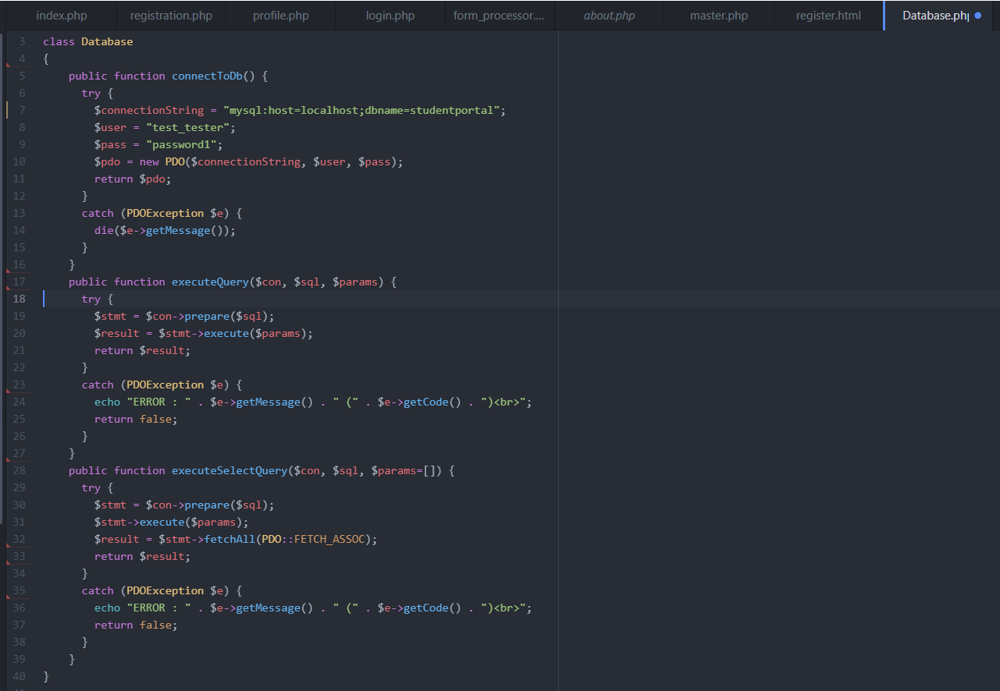 index.php registration.php profile.php login.php form_processor.... about.php master.php register.html Database.php
3 class Database
4 {
5     public function connectToDb() {
6       try {
7         $connectionString = "mysql:host=localhost;dbname=studentportal";
8         $user = "test_tester";
9         $pass = "password1";
10         $pdo = new PDO($connectionString, $user, $pass);
11         return $pdo;
12       }
13       catch (PDOException $e) {
14         die($e->getMessage());
15       }
16     }
17     public function executeQuery($con, $sql, $params) {
18       try {
19         $stmt = $con->prepare($sql);
20         $result = $stmt->execute($params);
21         return $result;
22       }
23       catch (PDOException $e) {
24         echo "ERROR : " . $e->getMessage() . " (" . $e->getCode() . ")<br>";
25         return false;
26       }
27     }
28     public function executeSelectQuery($con, $sql, $params=[]) {
29       try {
30         $stmt = $con->prepare($sql);
31         $stmt->execute($params);
32         $result = $stmt->fetchAll(PDO::FETCH_ASSOC);
33         return $result;
34       }
35       catch (PDOException $e) {
36         echo "ERROR : " . $e->getMessage() . " (" . $e->getCode() . ")<br>";
37         return false;
38       }
39     }
40 }